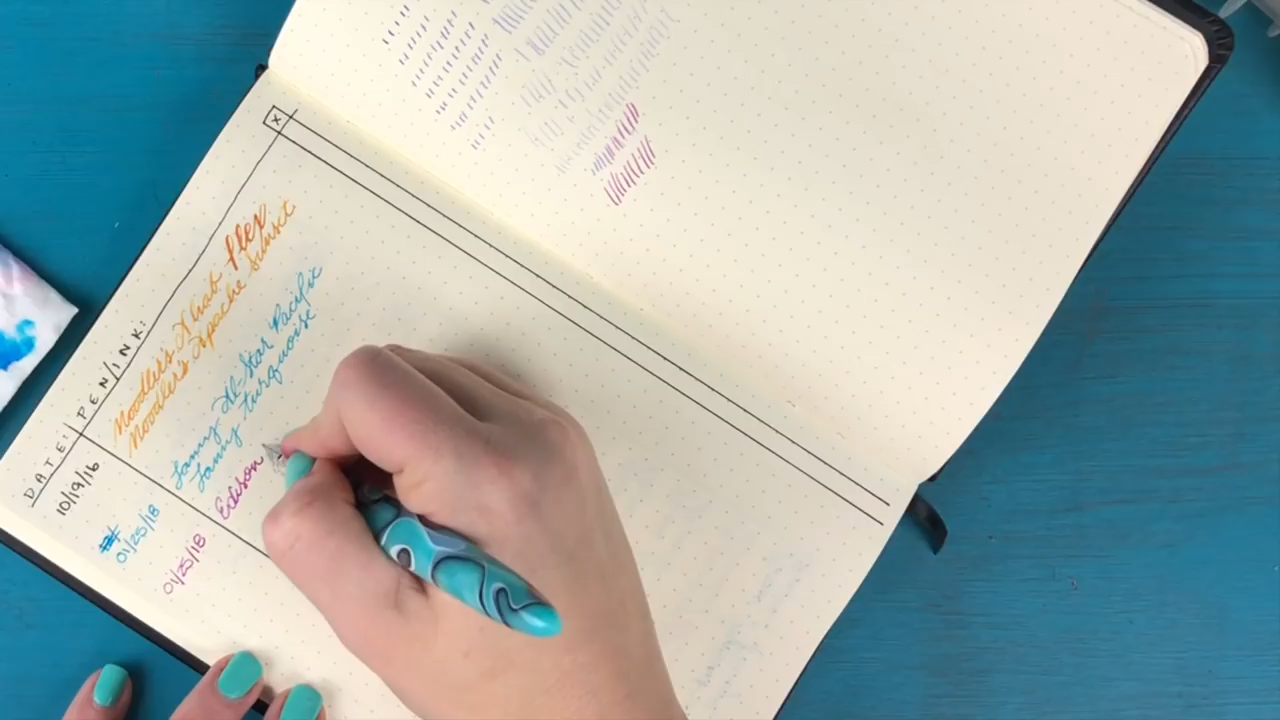 X
DATE: PEN/INK:
10/19/16 Noodler's Ahab Flex
Noodler's Apache Sunset
01/25/18 Lamy Al-Star Pacific
Lamy turquoise
01/25/18 Edison